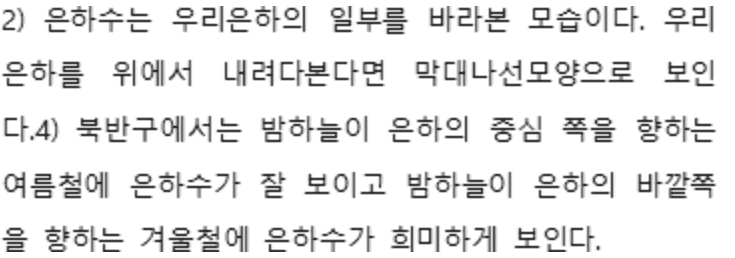 2) 은하수는 우리은하의 일부를 바라본 모습이다. 우리
은하를 위에서 내려다본다면 막대나선모양으로 보인
다.4) 북반구에서는 밤하늘이 은하의 중심 쪽을 향하는
여름철에 은하수가 잘 보이고 밤하늘이 은하의 바깥쪽
을 향하는 겨울철에 은하수가 희미하게 보인다.